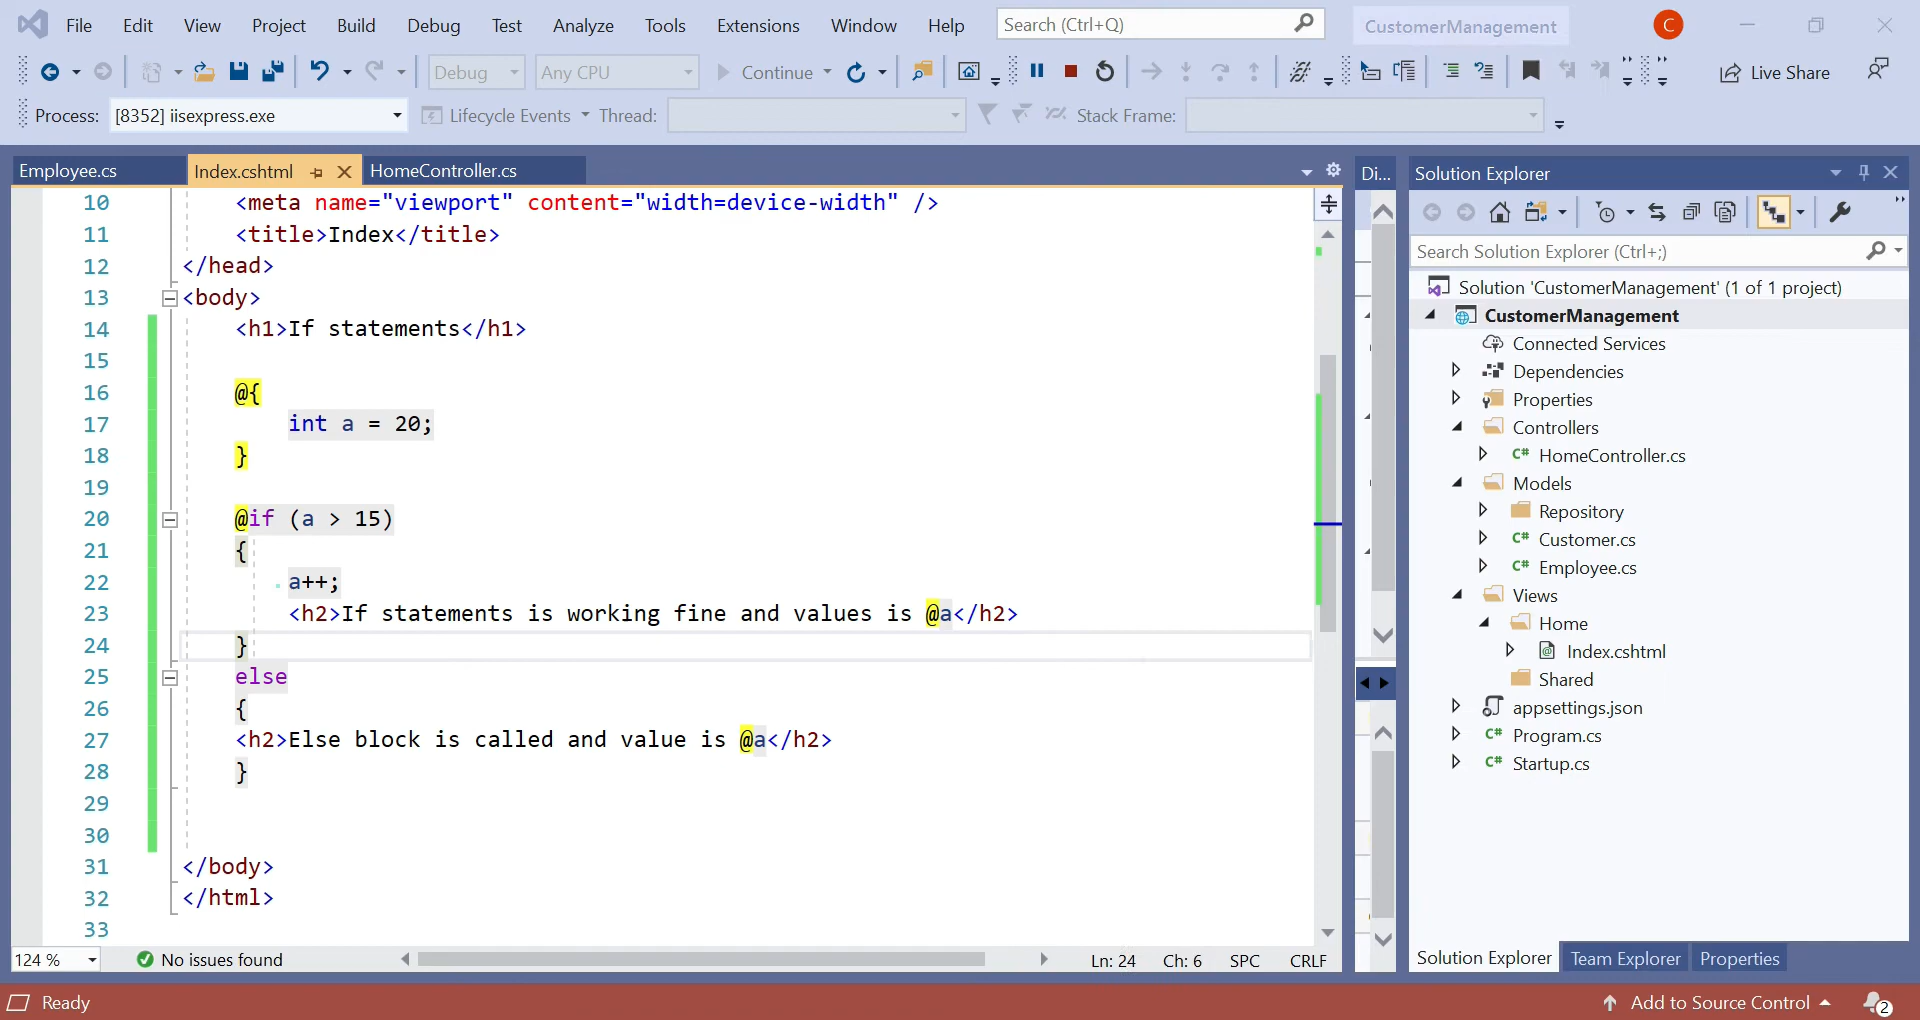 File Edit View Project Build Debug Test Analyze Tools Extensions Window Help Search (Ctrl+Q) CustomerManagement C
Debug Any CPU Continue Live Share
Process: [8352] iisexpress.exe Lifecycle Events Thread: Stack Frame:
Employee.cs Index.cshtml HomeController.cs
10 <meta name="viewport" content="width=device-width" />
11 <title>Index</title>
12 </head>
13 <body>
14 <h1>If statements</h1>
15
16 @{
17 int a = 20;
18 }
19
20 @if (a > 15)
21 {
22 a++;
23 <h2>If statements is working fine and values is @a</h2>
24 }
25 else
26 {
27 <h2>Else block is called and value is @a</h2>
28 }
29
30
31 </body>
32 </html>
33
124 % No issues found Ln: 24 Ch: 6 SPC CRLF
Di...
Solution Explorer
Search Solution Explorer (Ctrl+;)
Solution 'CustomerManagement' (1 of 1 project)
CustomerManagement
Connected Services
Dependencies
Properties
Controllers
C# HomeController.cs
Models
Repository
C# Customer.cs
C# Employee.cs
Views
Home
Index.cshtml
Shared
appsettings.json
C# Program.cs
C# Startup.cs
Solution Explorer Team Explorer Properties
Ready Add to Source Control 2